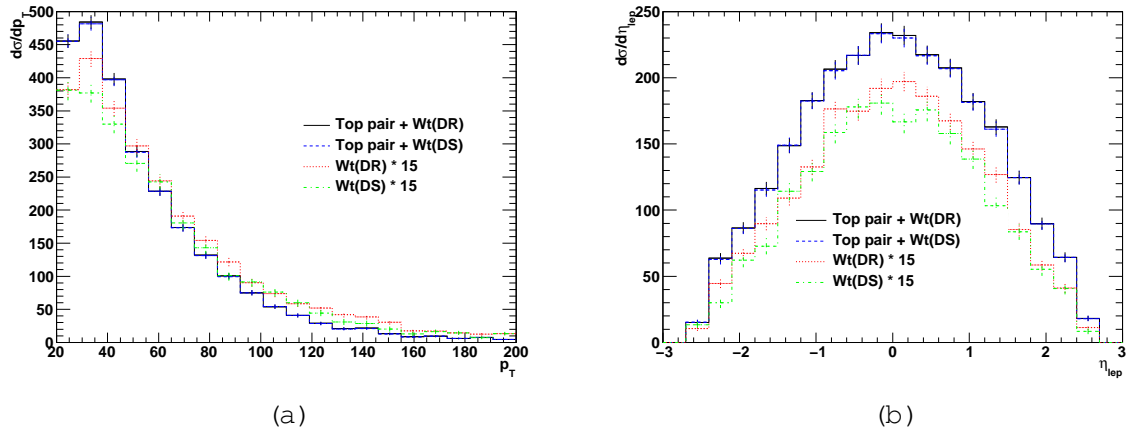 dσ/dp_T
500
450
400
350
300
250
200
150
100
50
0
Top pair + Wt(DR)
Top pair + Wt(DS)
Wt(DR) * 15
Wt(DS) * 15
20 40 60 80 100 120 140 160 180 200
p_T
(a)
dσ/dη_lep
250
200
150
100
50
0
Top pair + Wt(DR)
Top pair + Wt(DS)
Wt(DR) * 15
Wt(DS) * 15
−3 −2 −1 0 1 2 3
η_lep
(b)